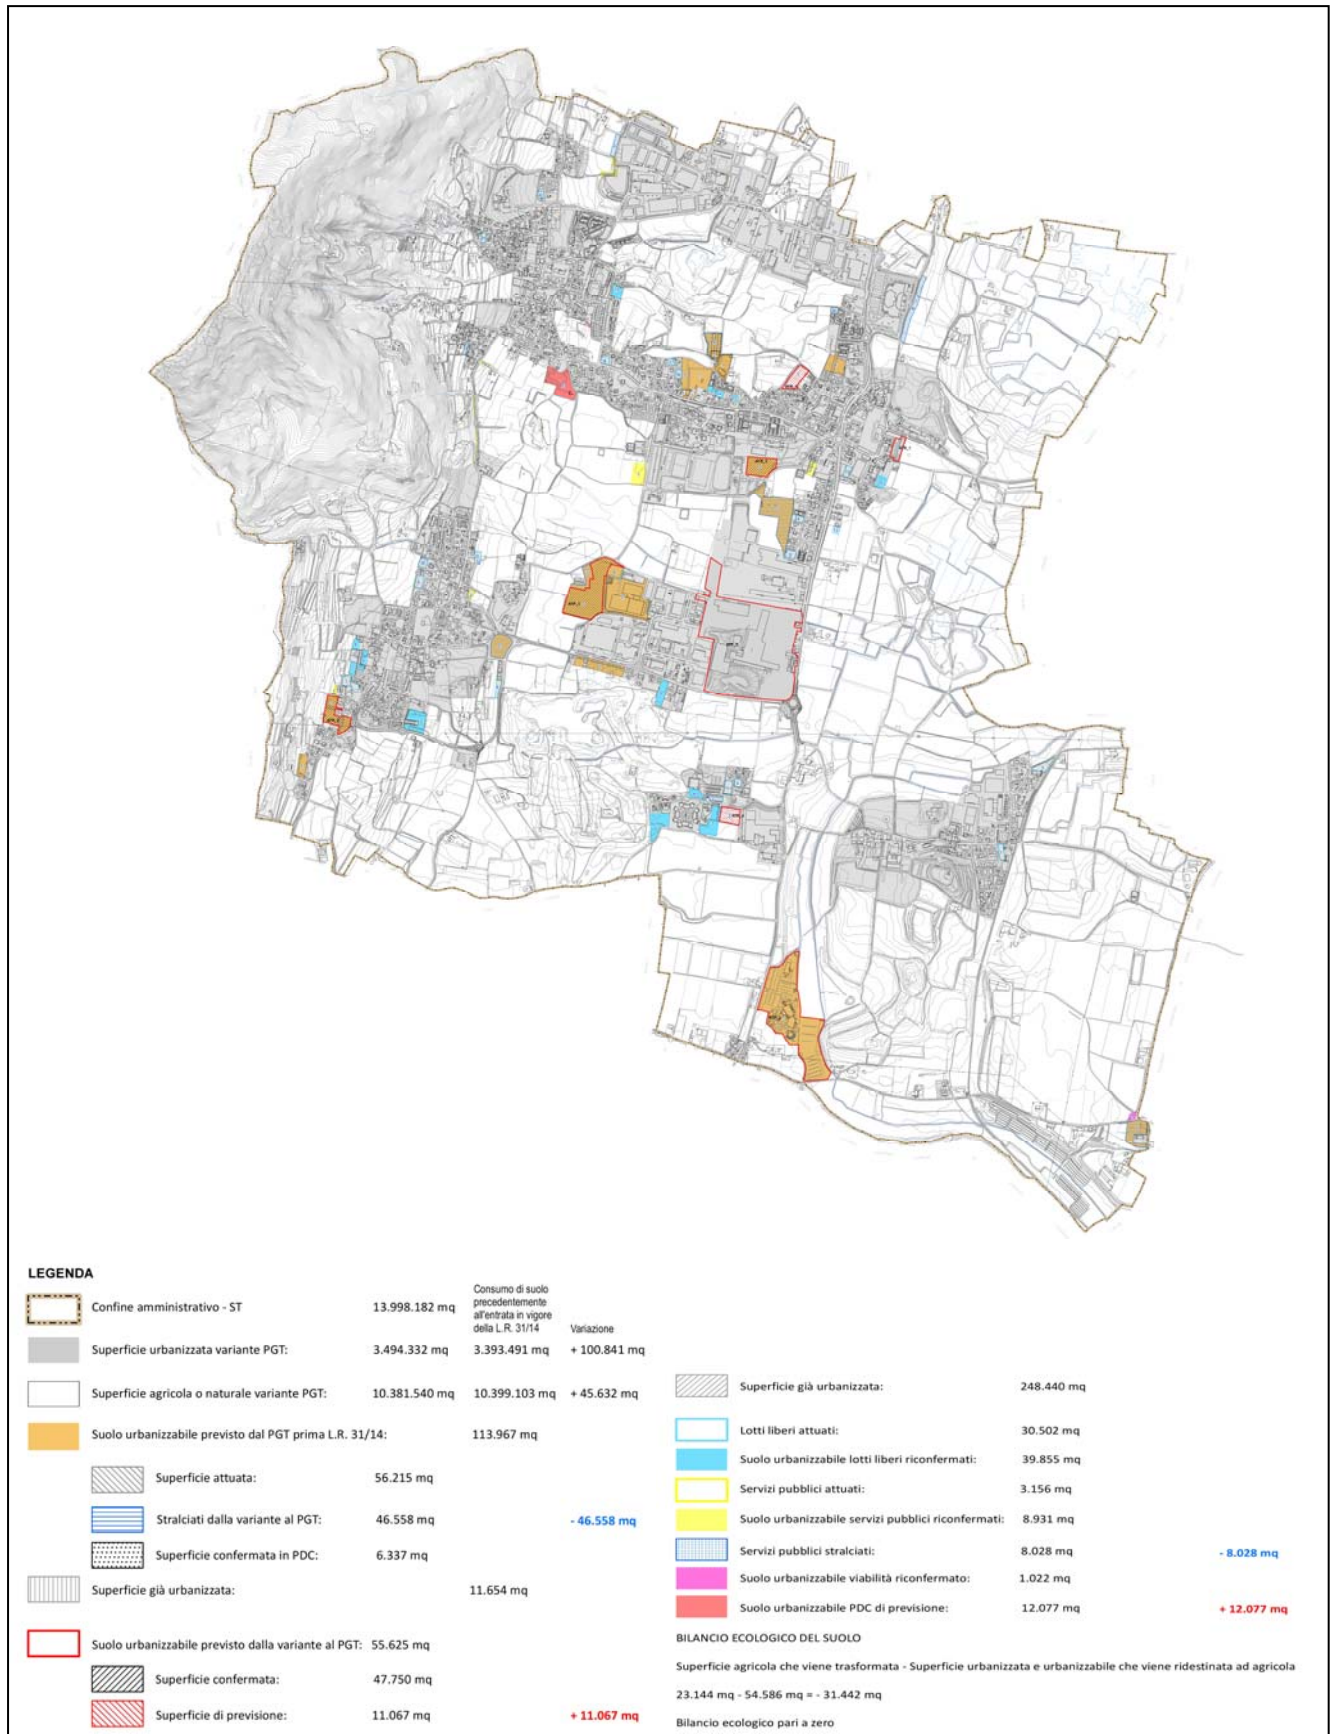 LEGENDA
Confine amministrativo - ST 13.998.182 mq
Consumo di suolo
precedentemente
all'entrata in vigore
della L.R. 31/14
Variazione
Superficie urbanizzata variante PGT: 3.494.332 mq 3.393.491 mq + 100.841 mq
Superficie agricola o naturale variante PGT: 10.381.540 mq 10.399.103 mq + 45.632 mq
Suolo urbanizzabile previsto dal PGT prima L.R. 31/14: 113.967 mq
Superficie attuata: 56.215 mq
Stralciati dalla variante al PGT: 46.558 mq - 46.558 mq
Superficie confermata in PDC: 6.337 mq
Superficie già urbanizzata: 11.654 mq
Suolo urbanizzabile previsto dalla variante al PGT: 55.625 mq
Superficie confermata: 47.750 mq
Superficie di previsione: 11.067 mq + 11.067 mq
Superficie già urbanizzata: 248.440 mq
Lotti liberi attuati: 30.502 mq
Suolo urbanizzabile lotti liberi riconfermati: 39.855 mq
Servizi pubblici attuati: 3.156 mq
Suolo urbanizzabile servizi pubblici riconfermati: 8.931 mq
Servizi pubblici stralciati: 8.028 mq - 8.028 mq
Suolo urbanizzabile viabilità riconfermato: 1.022 mq
Suolo urbanizzabile PDC di previsione: 12.077 mq + 12.077 mq
BILANCIO ECOLOGICO DEL SUOLO
Superficie agricola che viene trasformata - Superficie urbanizzata e urbanizzabile che viene ridestinata ad agricola
23.144 mq - 54.586 mq = - 31.442 mq
Bilancio ecologico pari a zero